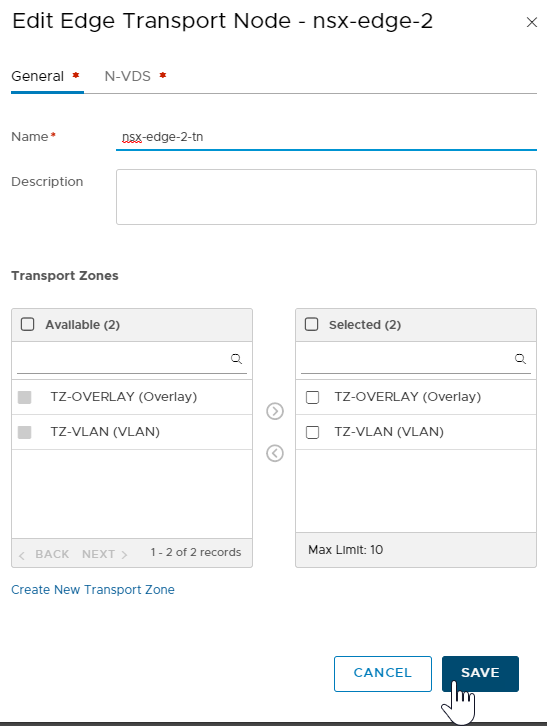 Edit Edge Transport Node - nsx-edge-2
General * N-VDS *
Name* nsx-edge-2-tn
Description
Transport Zones
Available (2) Selected (2)
TZ-OVERLAY (Overlay) TZ-OVERLAY (Overlay)
TZ-VLAN (VLAN) TZ-VLAN (VLAN)
BACK NEXT 1 - 2 of 2 records Max Limit: 10
Create New Transport Zone
CANCEL SAVE